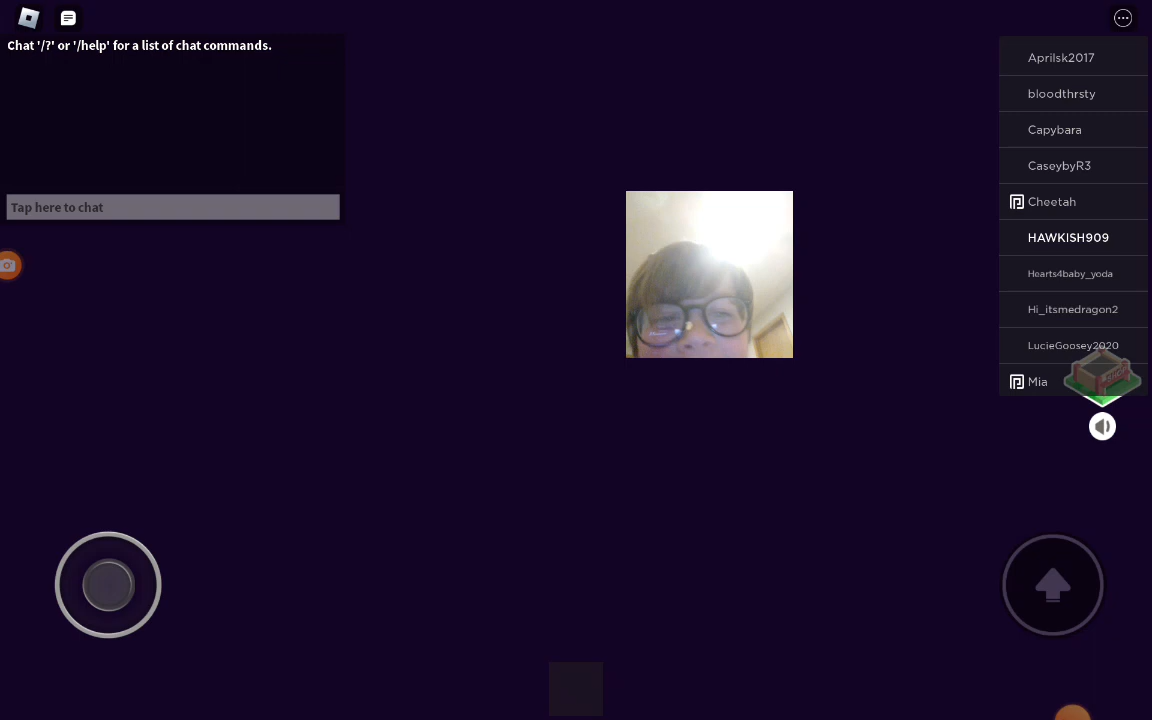 Chat '/?' or '/help' for a list of chat commands.
Tap here to chat
Aprilsk2017
bloodthrsty
Capybara
CaseybyR3
Cheetah
HAWKISH909
Hearts4baby_yoda
Hi_itsmedragon2
LucieGoosey2020
Mia
SHOP